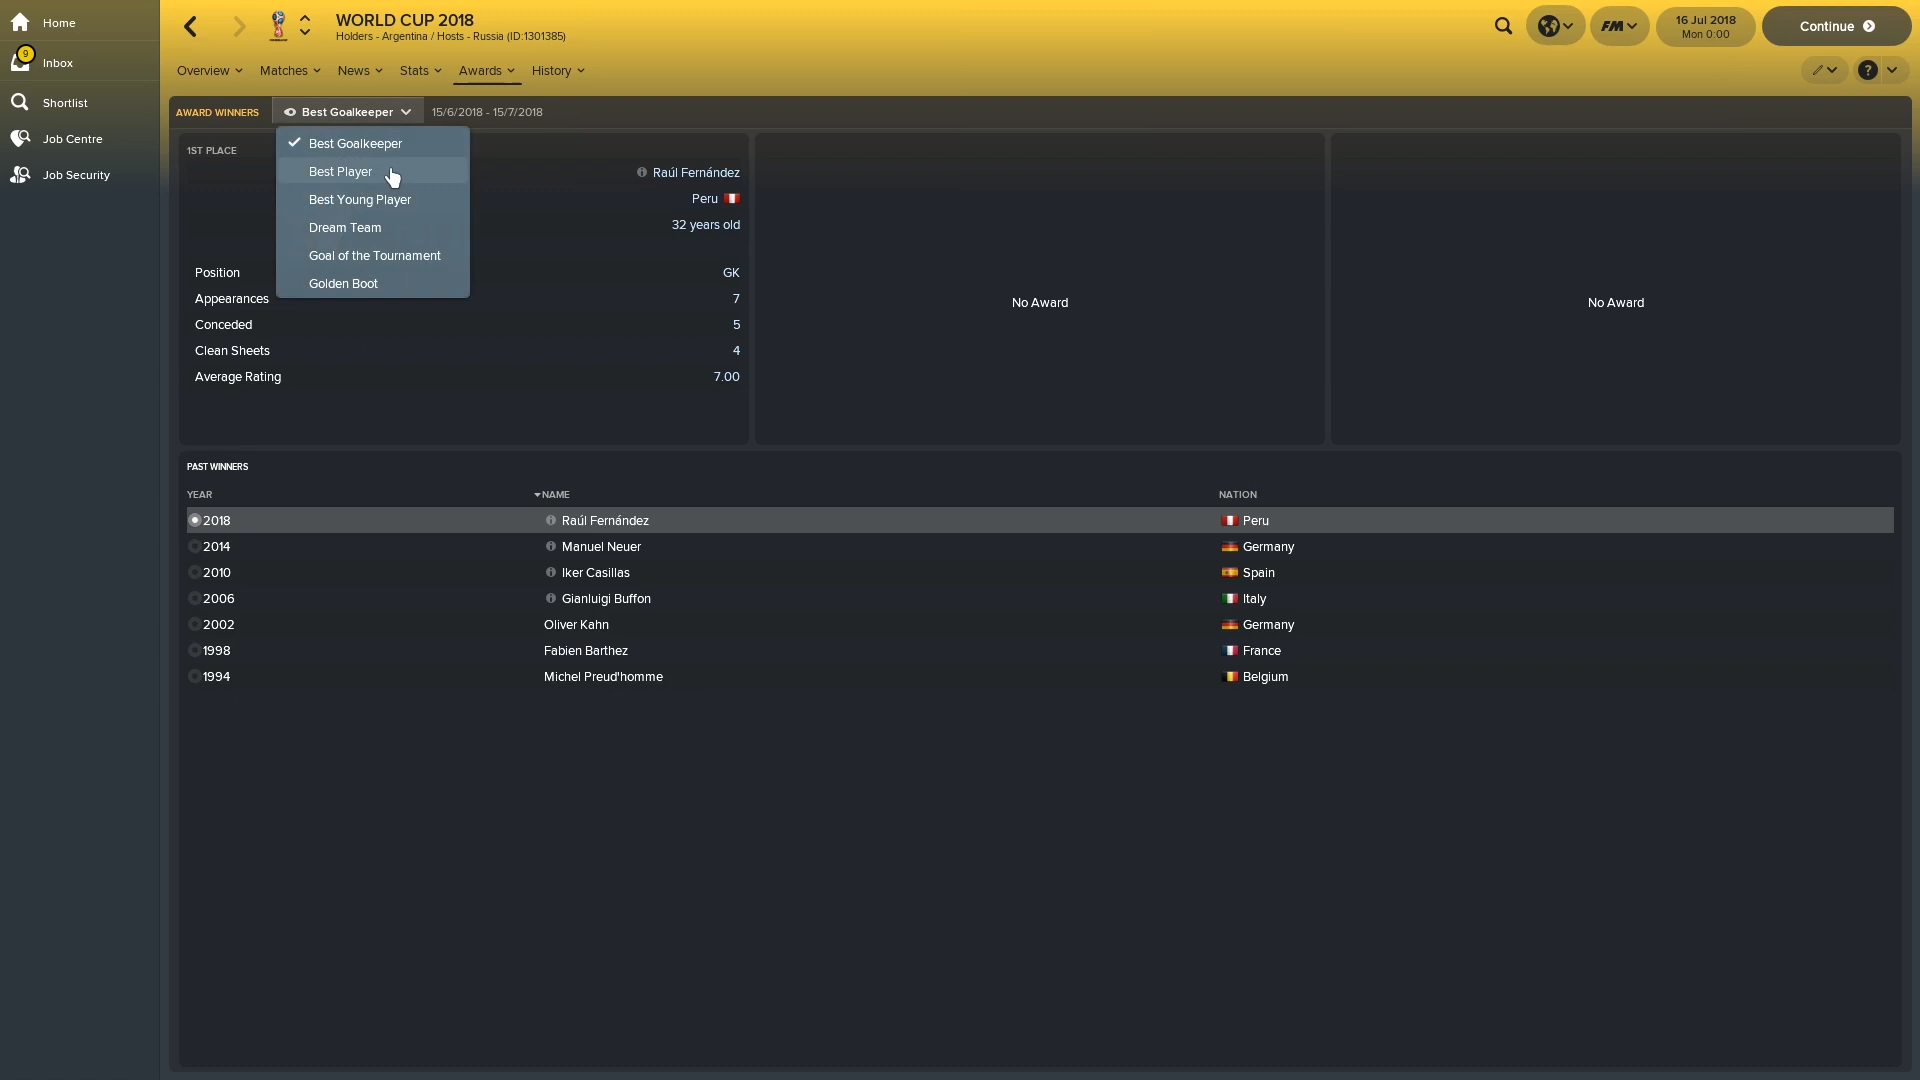 Home
9
Inbox
Shortlist
Job Centre
Job Security
WORLD CUP 2018
Holders - Argentina / Hosts - Russia (ID:1301385)
FM
16 Jul 2018
Mon 0:00
Continue
Overview
Matches
News
Stats
Awards
History
?
AWARD WINNERS
Best Goalkeeper
15/6/2018 - 15/7/2018
Best Goalkeeper
Best Player
Best Young Player
Dream Team
Goal of the Tournament
Golden Boot
1ST PLACE
Raúl Fernández
Peru
32 years old
Position GK
Appearances 7
Conceded 5
Clean Sheets 4
Average Rating 7.00
No Award
No Award
PAST WINNERS
YEAR NAME NATION
2018 Raúl Fernández Peru
2014 Manuel Neuer Germany
2010 Iker Casillas Spain
2006 Gianluigi Buffon Italy
2002 Oliver Kahn Germany
1998 Fabien Barthez France
1994 Michel Preud'homme Belgium